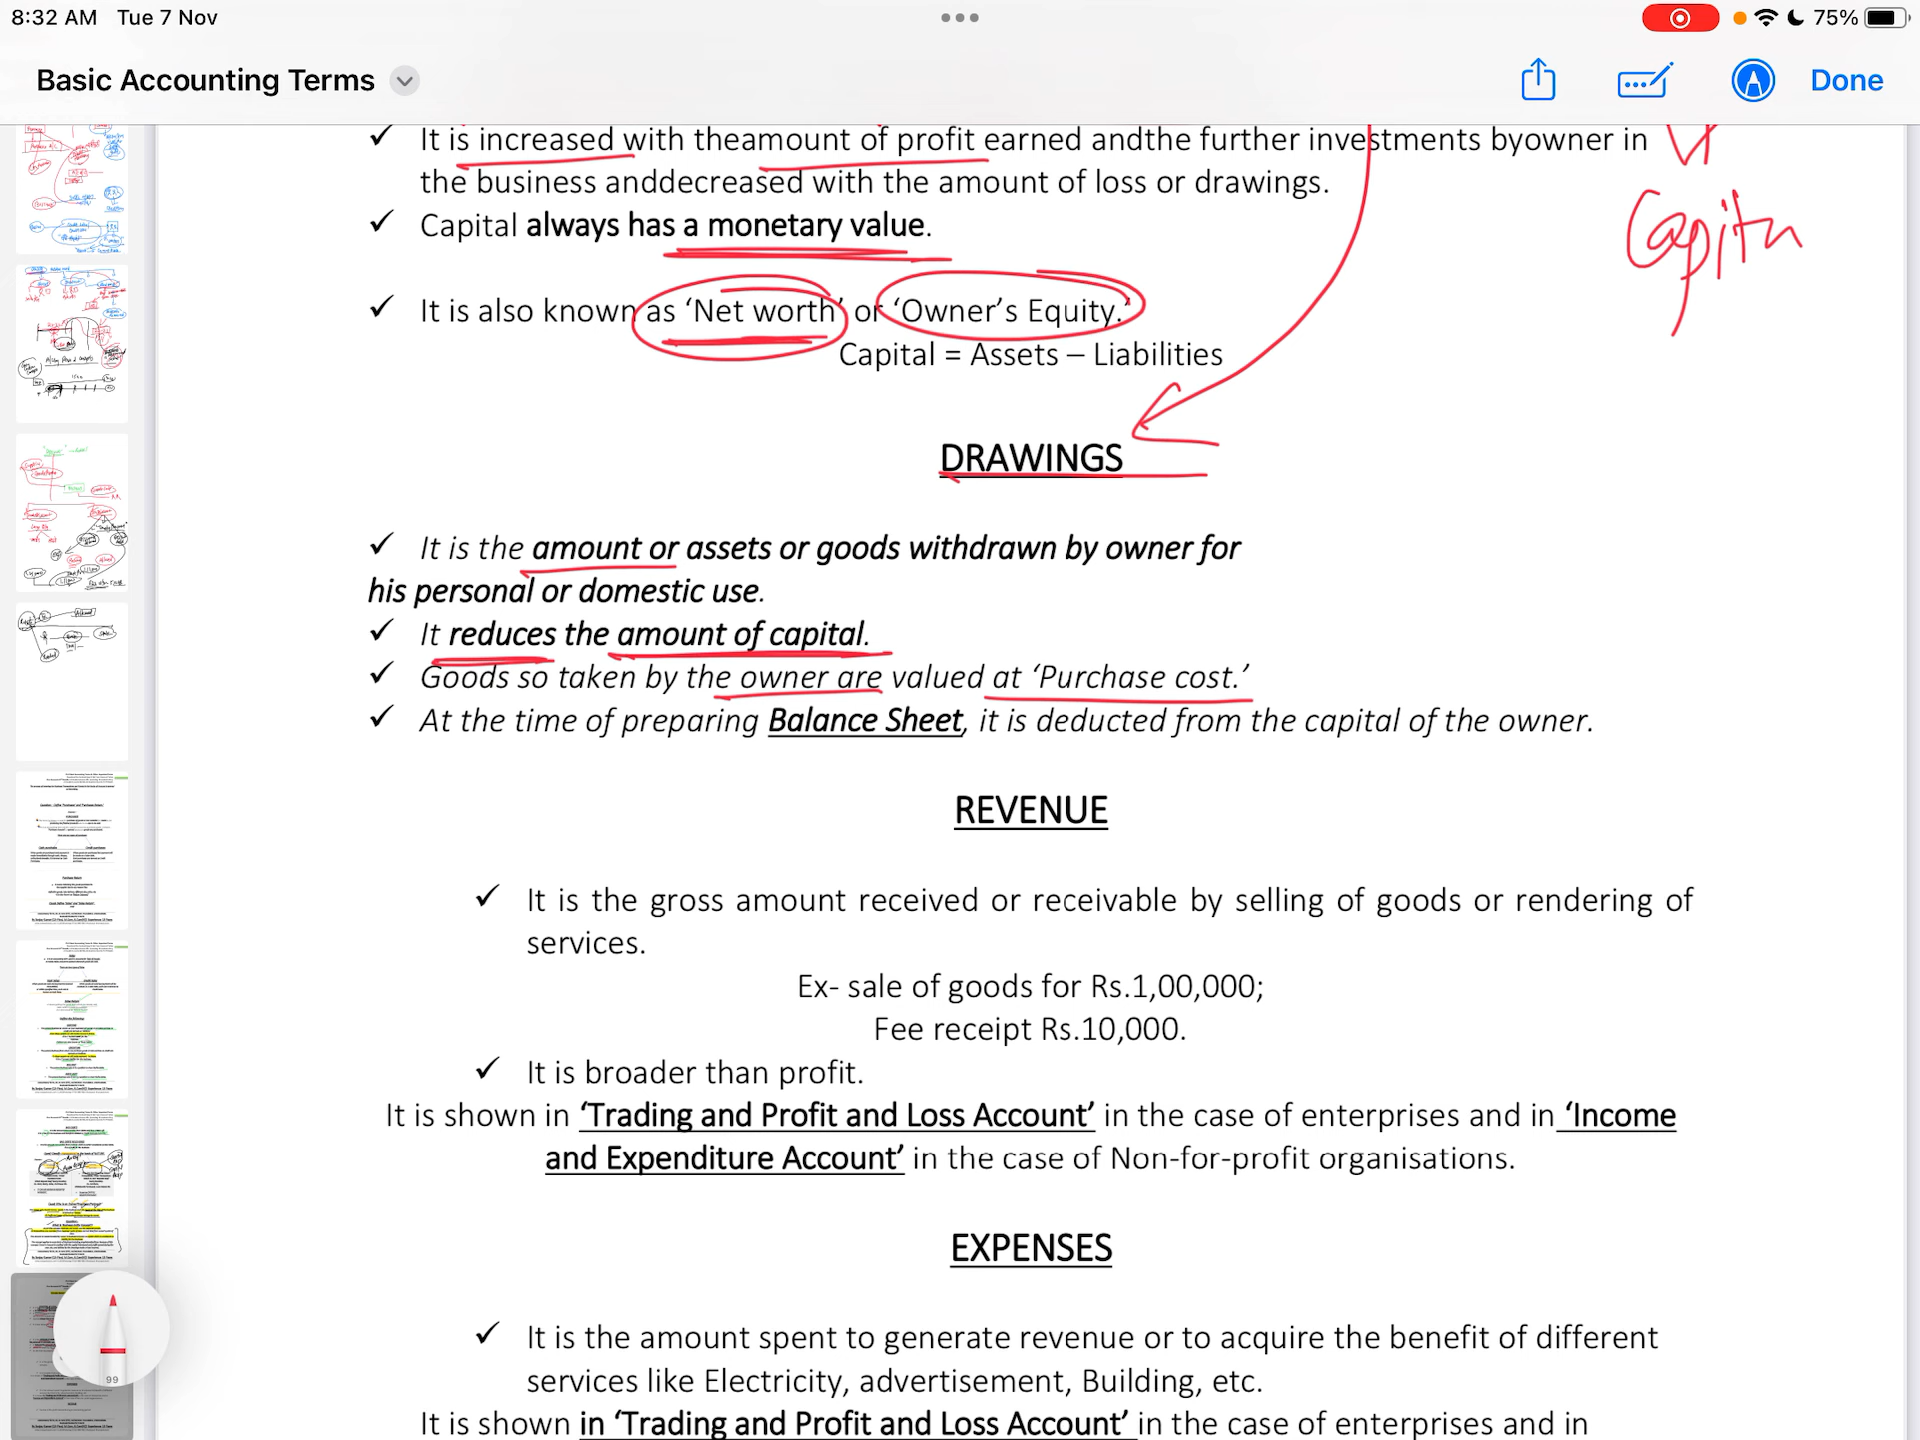 8:32 AM Tue 7 Nov
75%
Basic Accounting Terms
Done
✓ It is increased with theamount of profit earned andthe further investments byowner in
the business anddecreased with the amount of loss or drawings.
✓ Capital always has a monetary value.
✓ It is also known as ‘Net worth’ or ‘Owner’s Equity.’
Capital = Assets – Liabilities
DRAWINGS
✓ It is the amount or assets or goods withdrawn by owner for
his personal or domestic use.
✓ It reduces the amount of capital.
✓ Goods so taken by the owner are valued at ‘Purchase cost.’
✓ At the time of preparing Balance Sheet, it is deducted from the capital of the owner.
REVENUE
✓ It is the gross amount received or receivable by selling of goods or rendering of
services.
Ex- sale of goods for Rs.1,00,000;
Fee receipt Rs.10,000.
✓ It is broader than profit.
It is shown in ‘Trading and Profit and Loss Account’ in the case of enterprises and in ‘Income
and Expenditure Account’ in the case of Non-for-profit organisations.
EXPENSES
✓ It is the amount spent to generate revenue or to acquire the benefit of different
services like Electricity, advertisement, Building, etc.
It is shown in ‘Trading and Profit and Loss Account’ in the case of enterprises and in
99